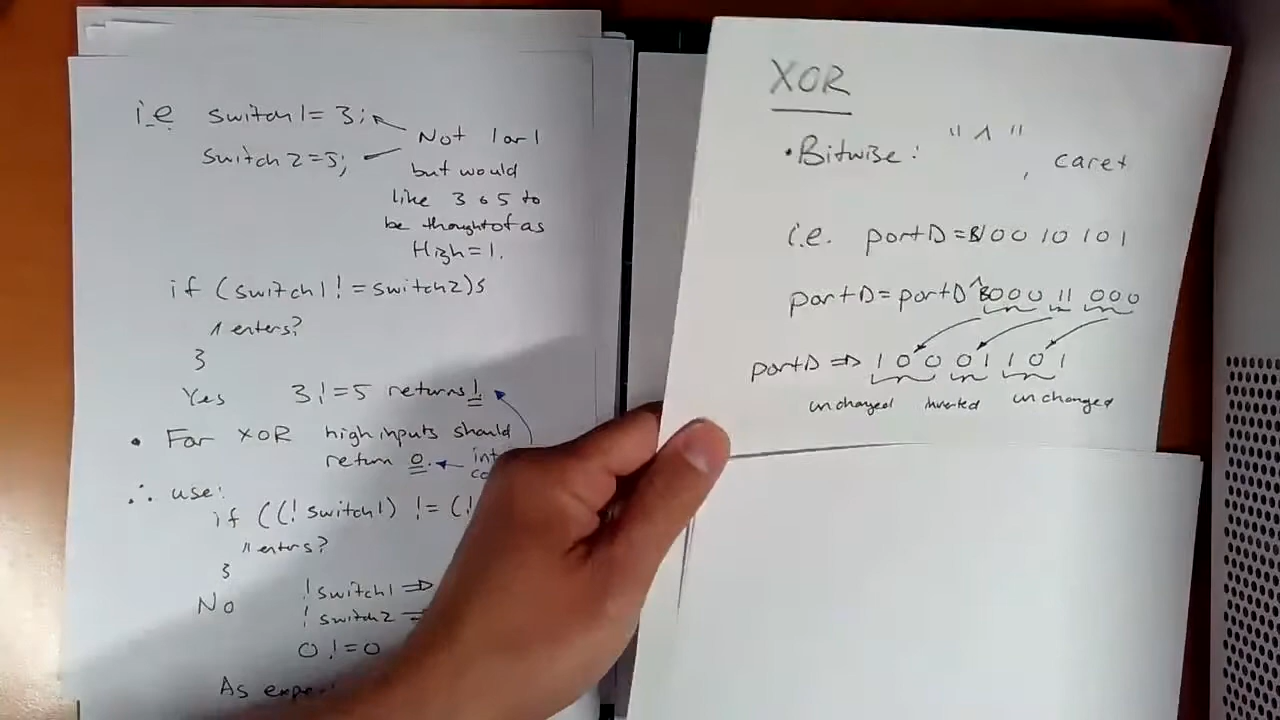 i.e switch1 = 3;
switch2 = 5;
Not 1 or 1
but would
like 3 & 5 to
be thought of as
High = 1.
if (switch1 != switch2){
// enters?
}
Yes 3 != 5 returns 1
• For XOR high inputs should
return 0.
∴ use:
if ((!switch1) != (!
// enters?
}
No !switch1 ⇒
!switch2
0 != 0
As expe
XOR
• Bitwise: "^", caret
i.e. portD = B10010101
portD = portD ^ B00011000
portD ⇒ 10001101
unchanged inverted unchanged